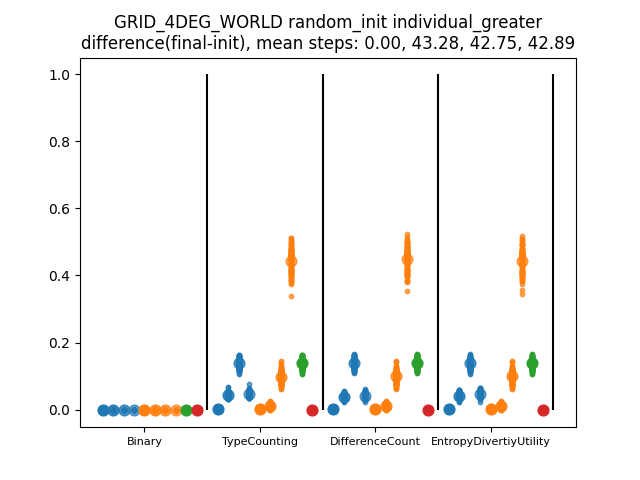 GRID_4DEG_WORLD random_init individual_greater
difference(final-init), mean steps: 0.00, 43.28, 42.75, 42.89
1.0
0.8
0.6
0.4
0.2
0.0
Binary TypeCounting DifferenceCount EntropyDivertiyUtility